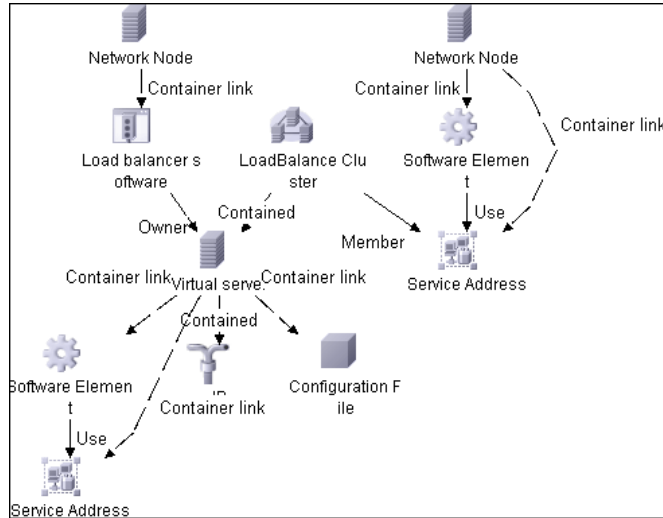 Network Node
Network Node
Container link
Container link
Container link
Load balancer s
oftware
LoadBalance Clu
ster
Software Elemen
t
Owner
Contained
Member
Use
Service Address
Container link
Virtual serve
Container link
Contained
Software Elemen
t
IP
Configuration F
ile
Container link
Use
Service Address